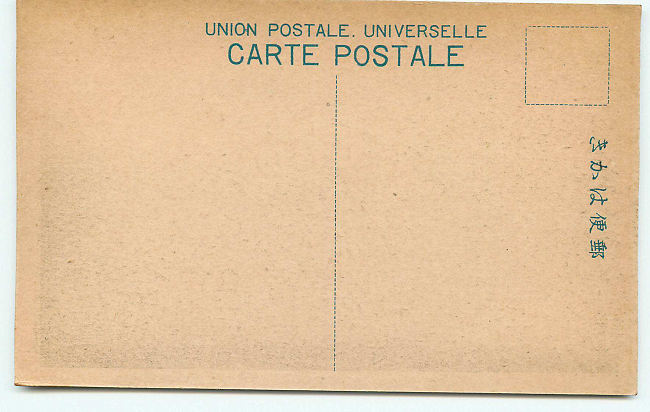 UNION POSTALE. UNIVERSELLE
CARTE POSTALE
郵便はかき